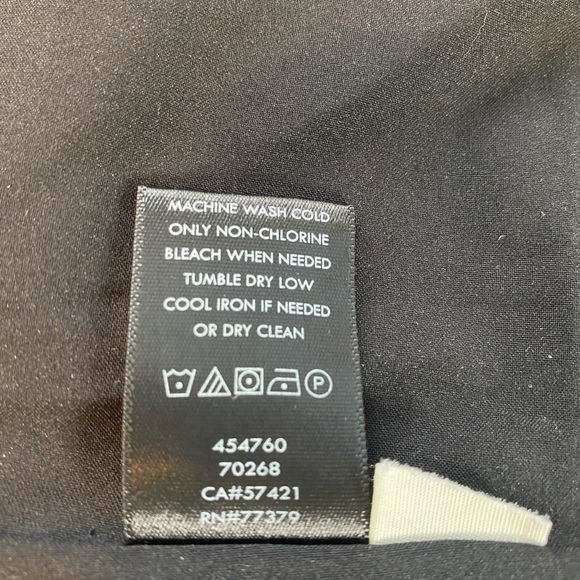 MACHINE WASH COLD
ONLY NON-CHLORINE
BLEACH WHEN NEEDED
TUMBLE DRY LOW
COOL IRON IF NEEDED
OR DRY CLEAN
P
454760
70268
CA#57421
RN#77379